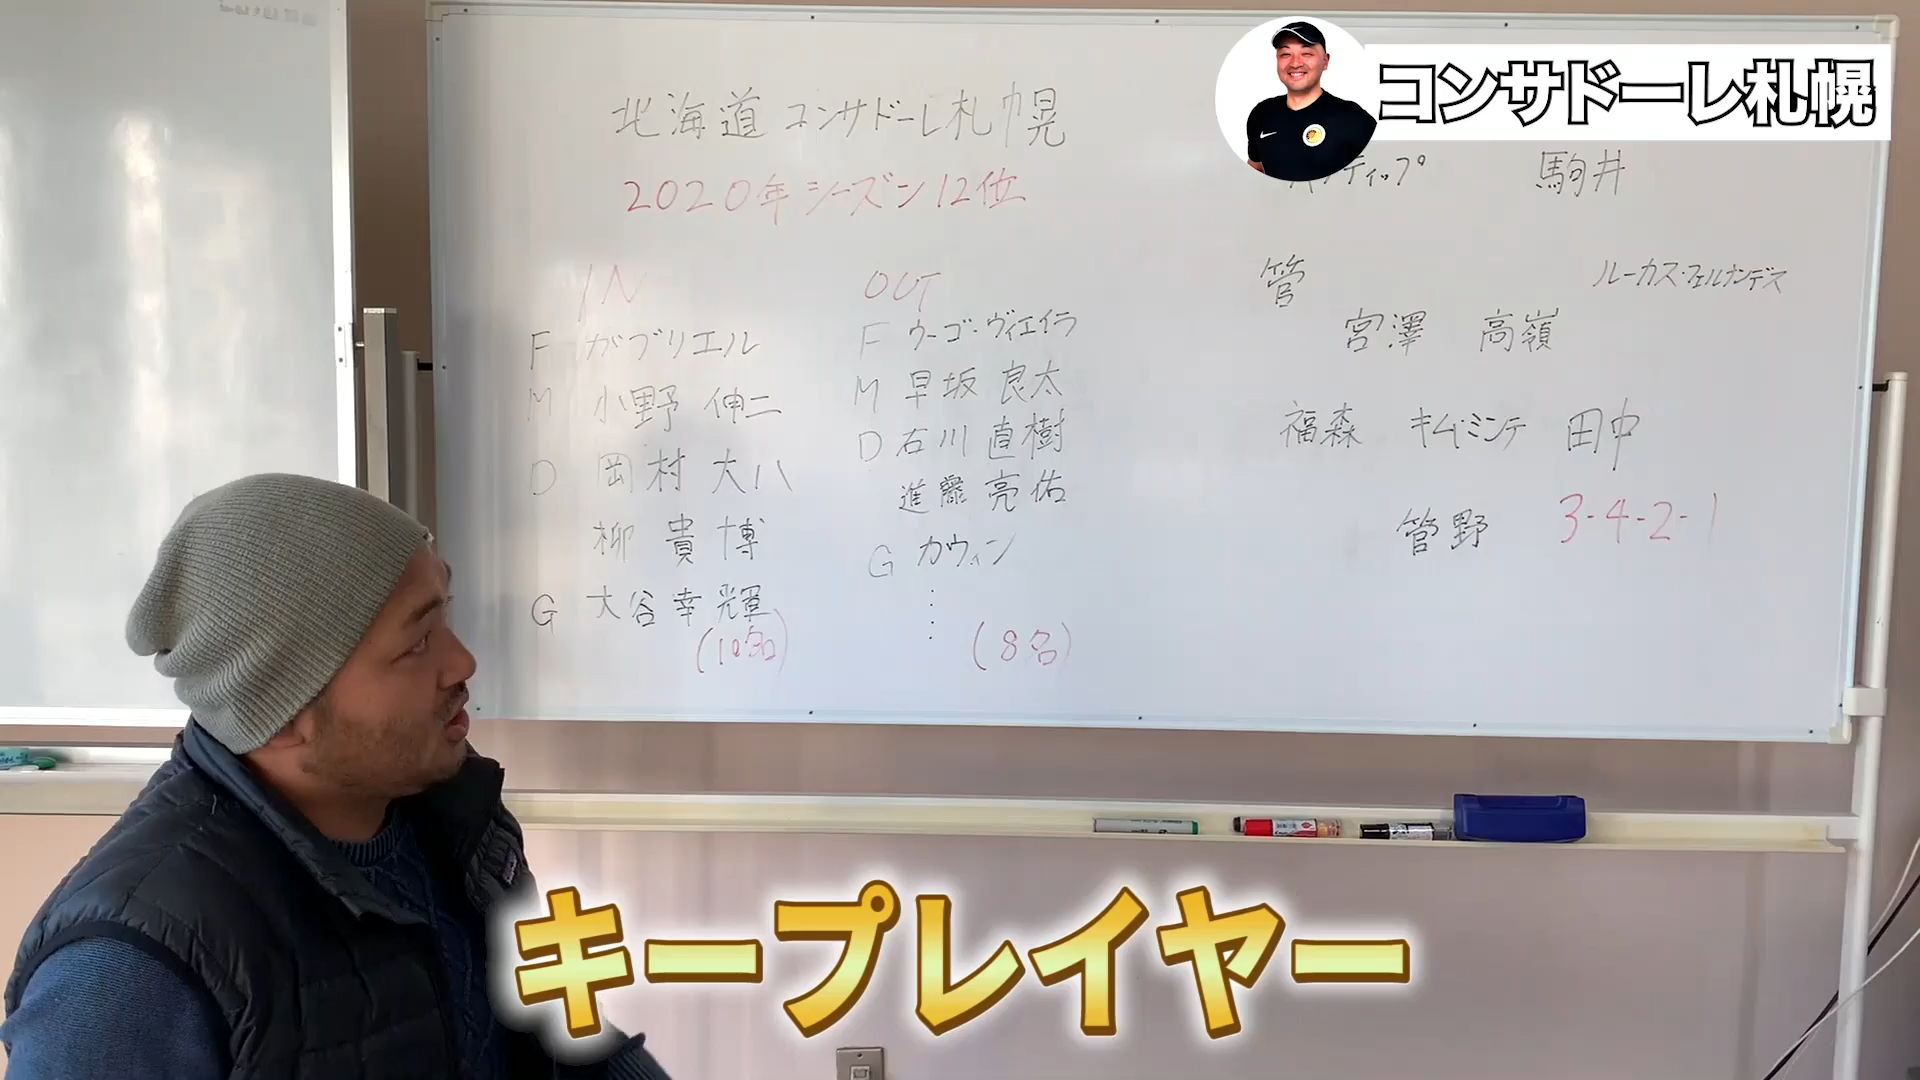 コンサドーレ札幌
北海道コンサドーレ札幌
2020年シーズン12位
IN
F ガブリエル
M 小野 伸二
D 岡村 大八
柳 貴博
G 大谷 幸輝
(10名)
OUT
F ウーゴ・ヴィエイラ
M 早坂 良太
D 石川 直樹
進藤 亮佑
G カウィン
(8名)
ティップ 駒井
管 ルーカス・フェルナンデス
宮澤 高嶺
福森 キム・ミンテ 田中
管野 3-4-2-1
キープレイヤー